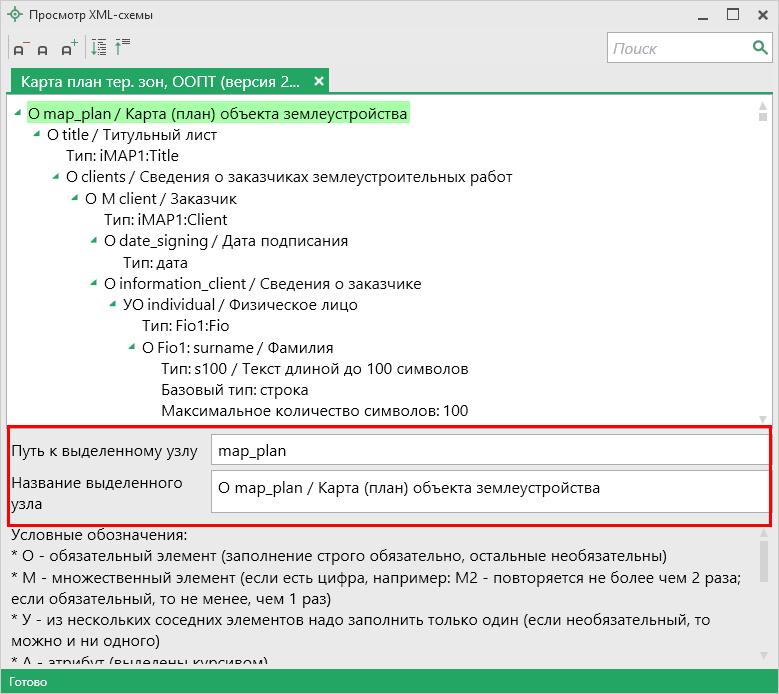 Просмотр XML-схемы
Поиск
Карта план тер. зон, ООПТ (версия 2...
О map_plan / Карта (план) объекта землеустройства
О title / Титульный лист
Тип: iMAP1:Title
О clients / Сведения о заказчиках землеустроительных работ
О М client / Заказчик
Тип: iMAP1:Client
О date_signing / Дата подписания
Тип: дата
О information_client / Сведения о заказчике
УО individual / Физическое лицо
Тип: Fio1:Fio
О Fio1: surname / Фамилия
Тип: s100 / Текст длиной до 100 символов
Базовый тип: строка
Максимальное количество символов: 100
Путь к выделенному узлу map_plan
Название выделенного
узла
О map_plan / Карта (план) объекта землеустройства
Условные обозначения:
* О - обязательный элемент (заполнение строго обязательно, остальные необязательны)
* М - множественный элемент (если есть цифра, например: М2 - повторяется не более чем 2 раза;
если обязательный, то не менее, чем 1 раз)
* У - из нескольких соседних элементов надо заполнить только один (если необязательный, то
можно и ни одного)
* А - атрибут (выделены курсивом)
Готово